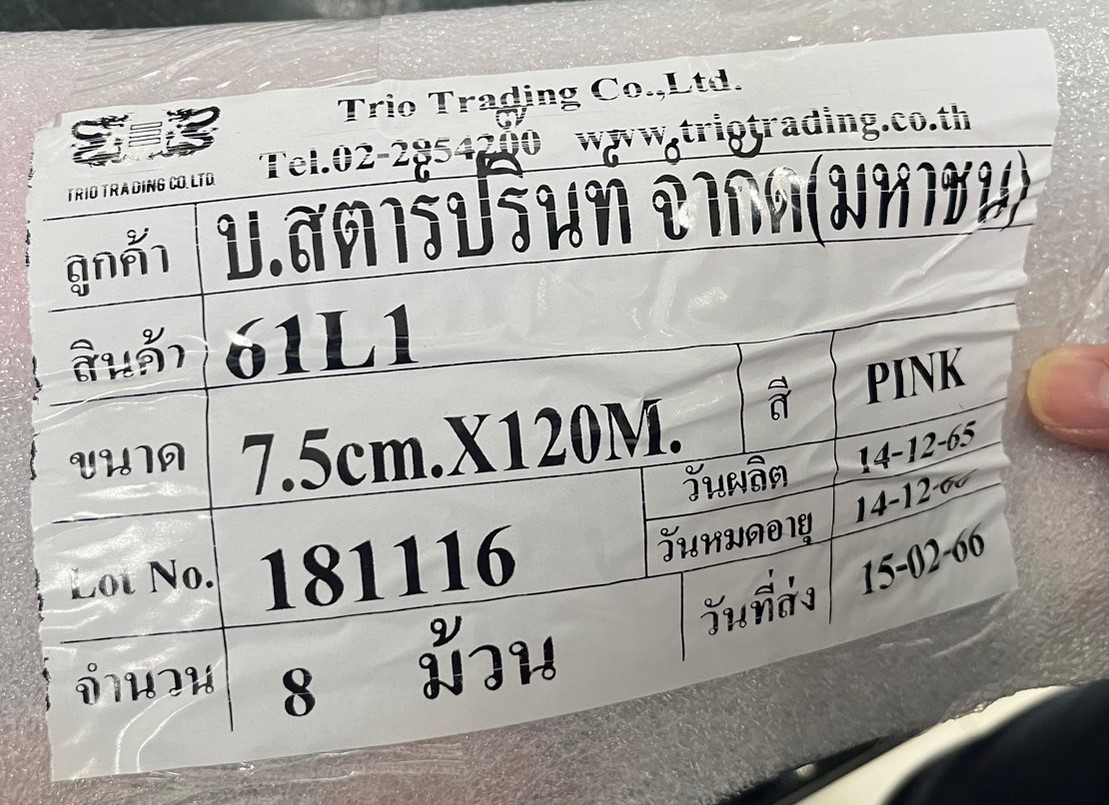 Trio Trading Co.,Ltd.
Tel.02-2854200 www.triotrading.co.th
TRIO TRADING CO.LTD.
ลูกค้า บ.สตาร์ปริ๊นท์ จำกัด(มหาชน)
สินค้า 61L1
ขนาด 7.5cm.X120M. สี PINK
วันผลิต 14-12-65
Lot No. 181116 วันหมดอายุ 14-12-66
จำนวน 8 ม้วน วันที่ส่ง 15-02-66